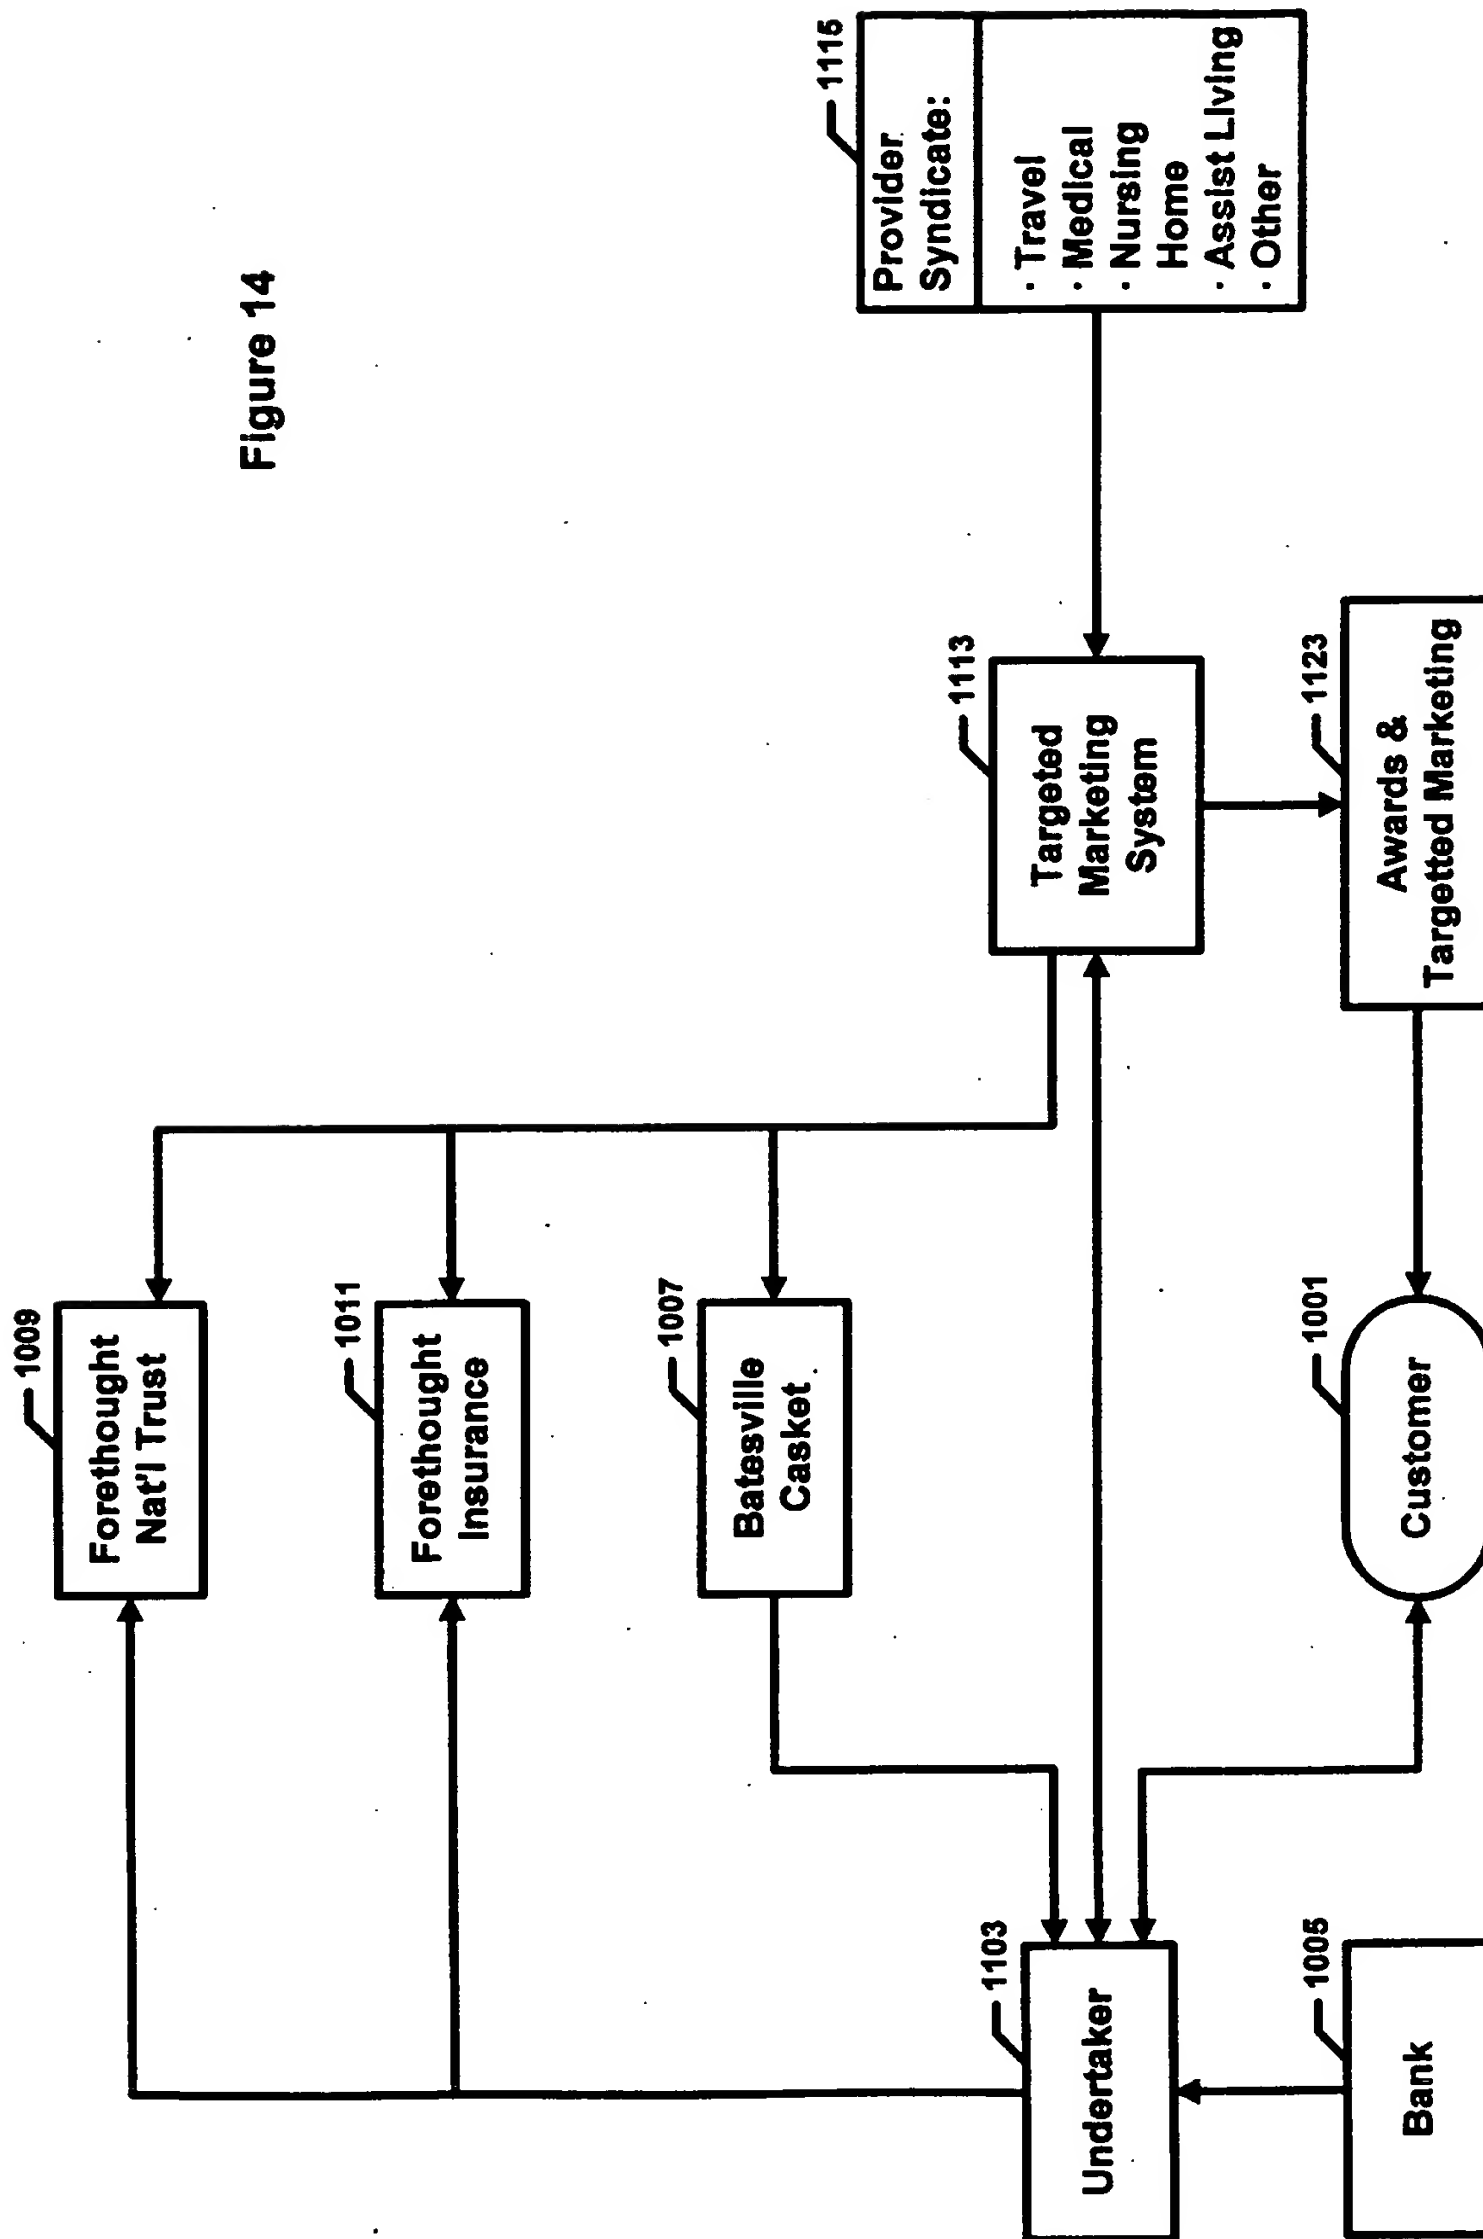 Figure 14
1009
Forethought
Nat'l Trust
1011
Forethought
Insurance
1007
Batesville
Casket
1115
Provider
Syndicate:
· Travel
· Medical
· Nursing
Home
· Assist Living
· Other
1103
Undertaker
1113
Targeted
Marketing
System
1005
Bank
1001
Customer
1123
Awards &
Targetted Marketing